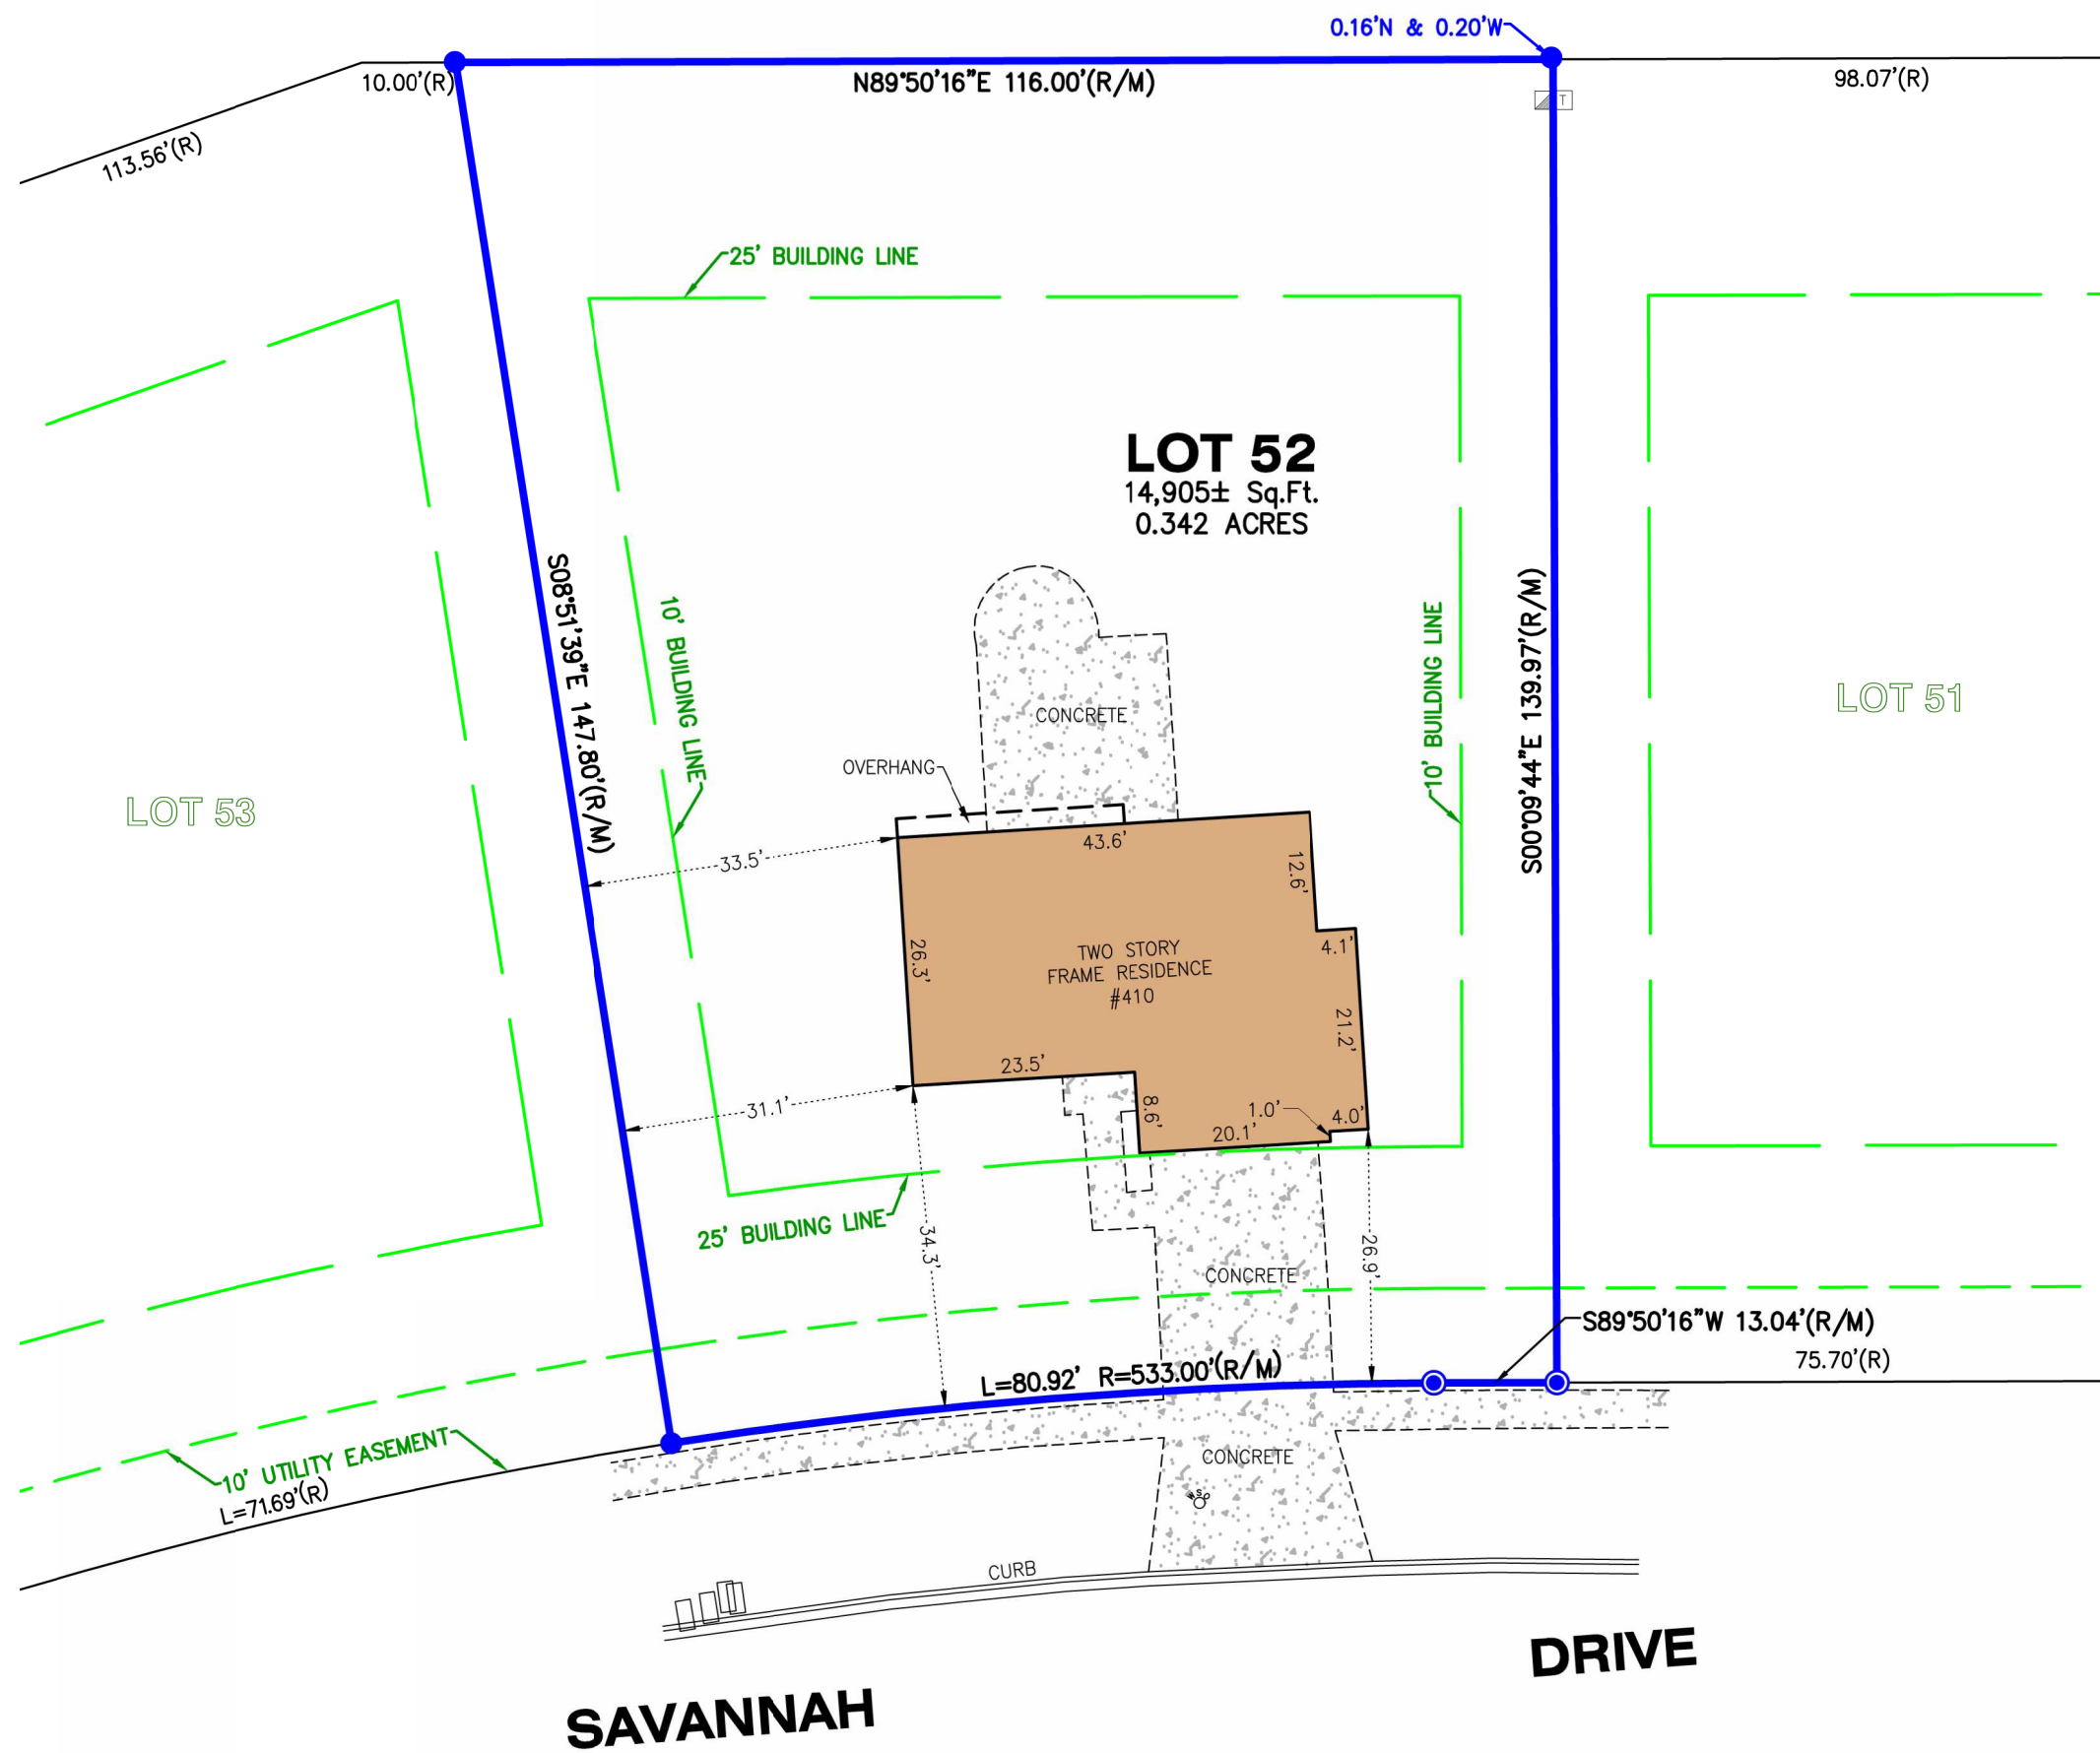 0.16'N & 0.20'W
10.00'(R)
N89°50'16"E 116.00'(R/M)
98.07'(R)
T
113.56'(R)
25' BUILDING LINE
LOT 52
14,905± Sq.Ft.
0.342 ACRES
S08°51'39"E 147.80'(R/M)
10' BUILDING LINE
10' BUILDING LINE
S00°09'44"E 139.97'(R/M)
LOT 51
LOT 53
CONCRETE
OVERHANG
43.6'
33.5'
12.6'
26.3'
TWO STORY
FRAME RESIDENCE
#410
4.1'
21.2'
23.5'
31.1'
8.6'
1.0'
4.0'
20.1'
25' BUILDING LINE
34.3'
26.9'
CONCRETE
S89°50'16"W 13.04'(R/M)
75.70'(R)
L=80.92' R=533.00'(R/M)
10' UTILITY EASEMENT
L=71.69'(R)
CONCRETE
S
CURB
SAVANNAH DRIVE